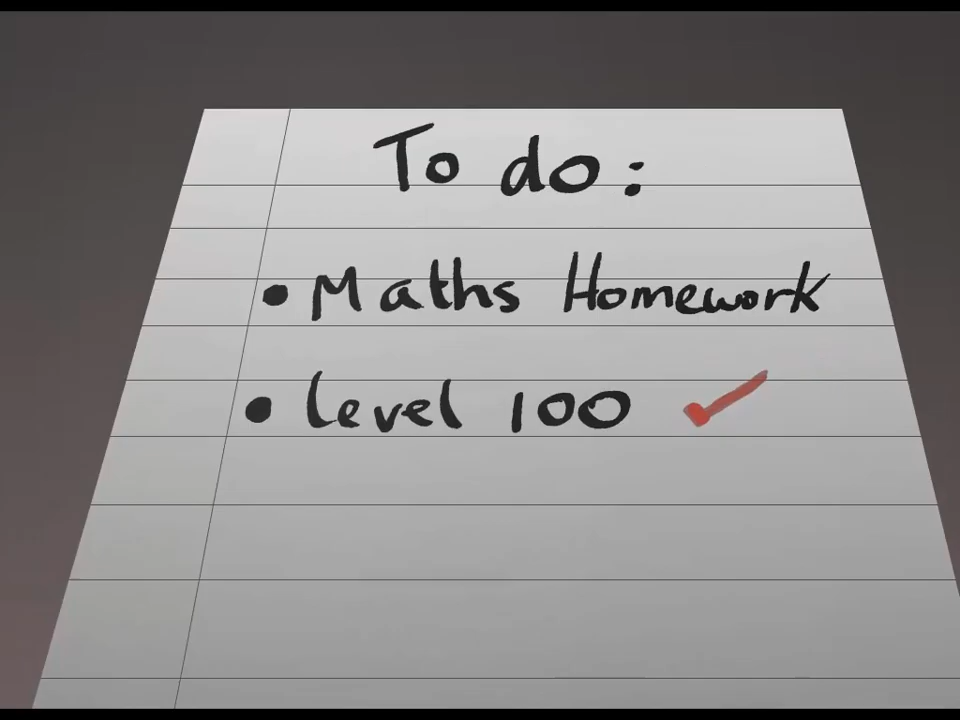 To do:
• Maths Homework
• Level 100 ✓